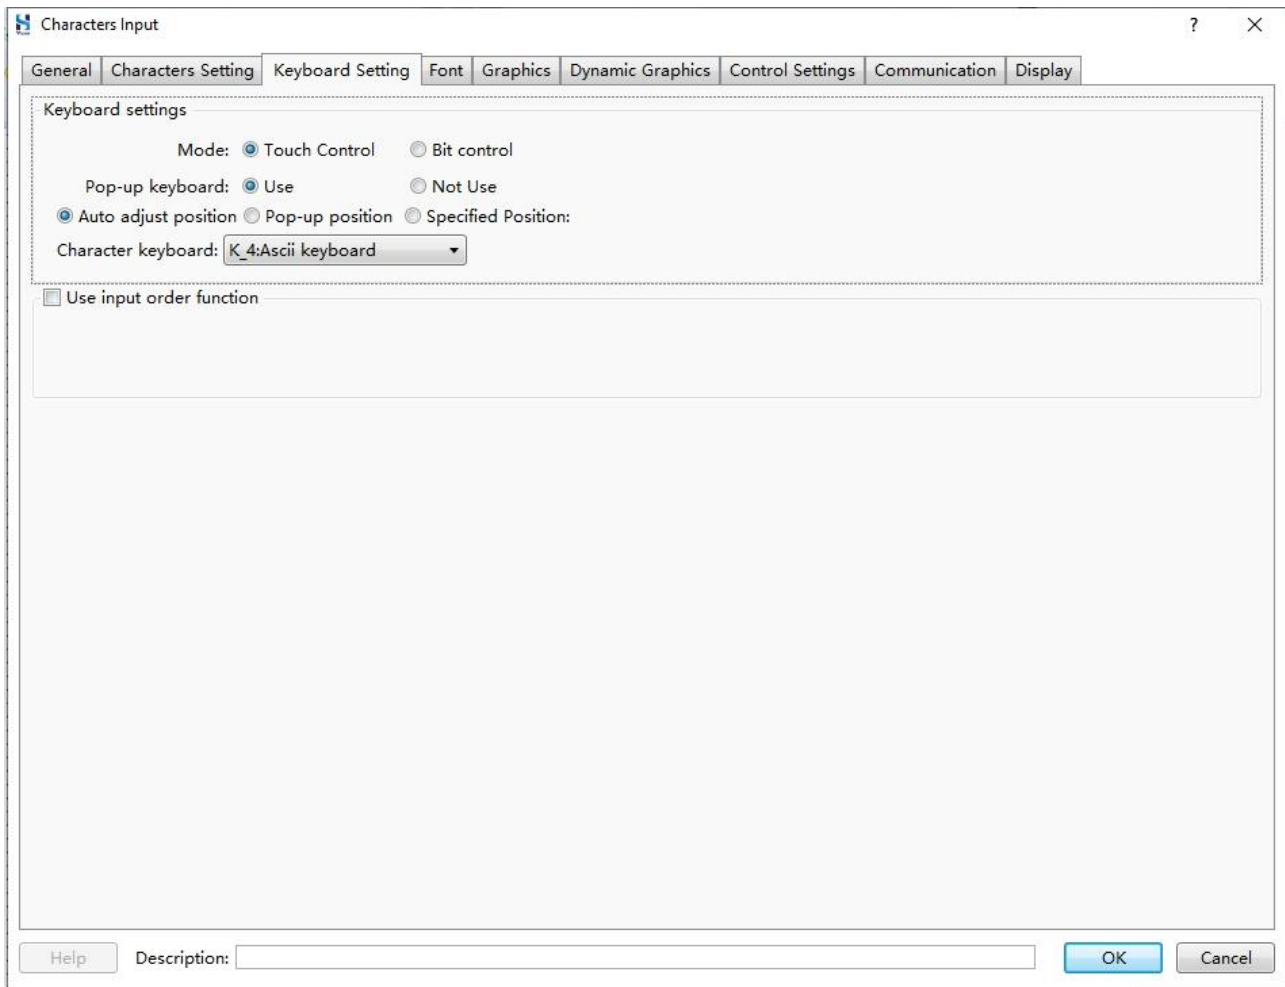 Characters Input ?
General Characters Setting Keyboard Setting Font Graphics Dynamic Graphics Control Settings Communication Display
Keyboard settings
Mode: Touch Control Bit control
Pop-up keyboard: Use Not Use
Auto adjust position Pop-up position Specified Position:
Character keyboard: K_4:Ascii keyboard
Use input order function
Help Description: OK Cancel